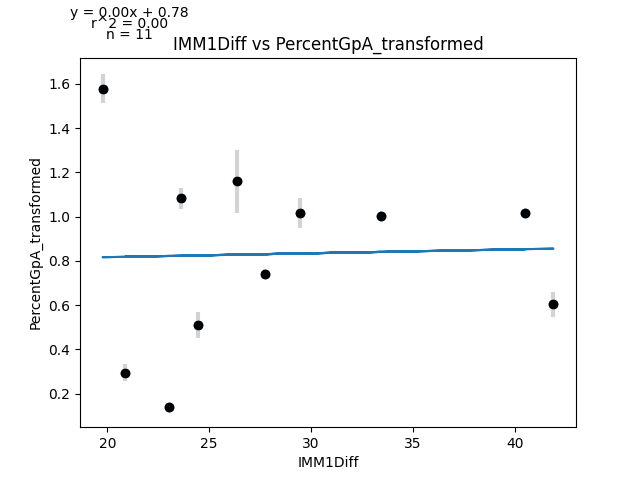 y = 0.00x + 0.78
r^2 = 0.00
n = 11
IMM1Diff vs PercentGpA_transformed
PercentGpA_transformed
1.6
1.4
1.2
1.0
0.8
0.6
0.4
0.2
20 25 30 35 40
IMM1Diff